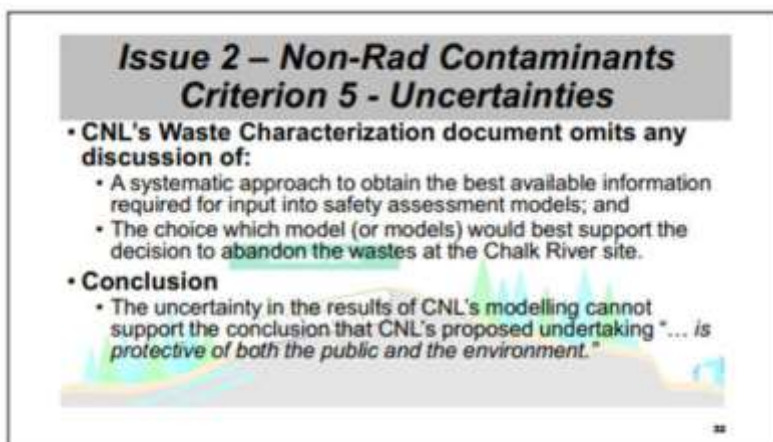 Issue 2 – Non-Rad Contaminants
Criterion 5 - Uncertainties
• CNL's Waste Characterization document omits any
discussion of:
• A systematic approach to obtain the best available information
required for input into safety assessment models; and
• The choice which model (or models) would best support the
decision to abandon the wastes at the Chalk River site.
• Conclusion
• The uncertainty in the results of CNL's modelling cannot
support the conclusion that CNL's proposed undertaking "... is
protective of both the public and the environment."